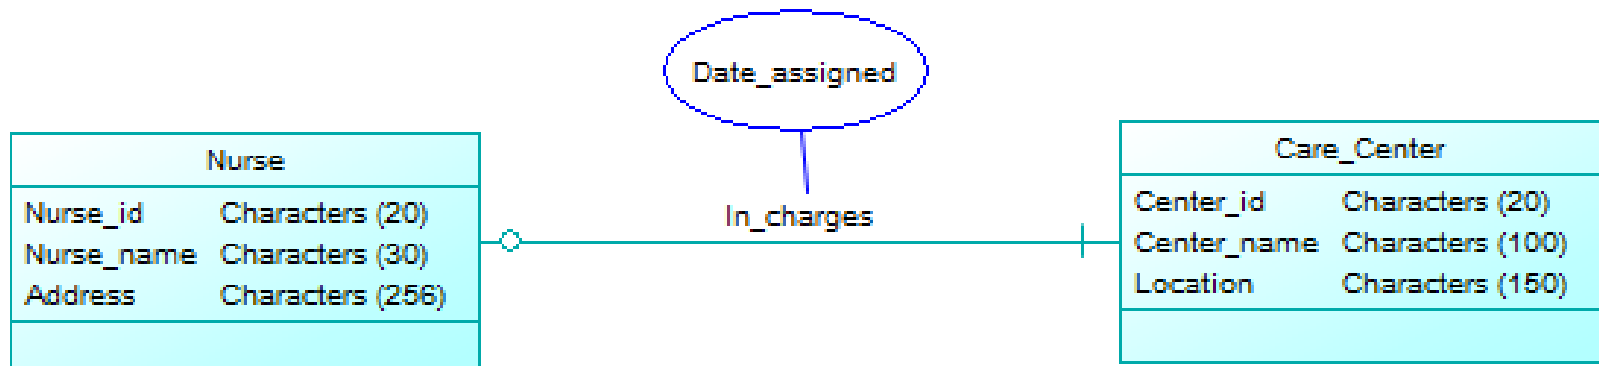 Date_assigned
Nurse
Nurse_id Characters (20)
Nurse_name Characters (30)
Address Characters (256)
In_charges
Care_Center
Center_id Characters (20)
Center_name Characters (100)
Location Characters (150)